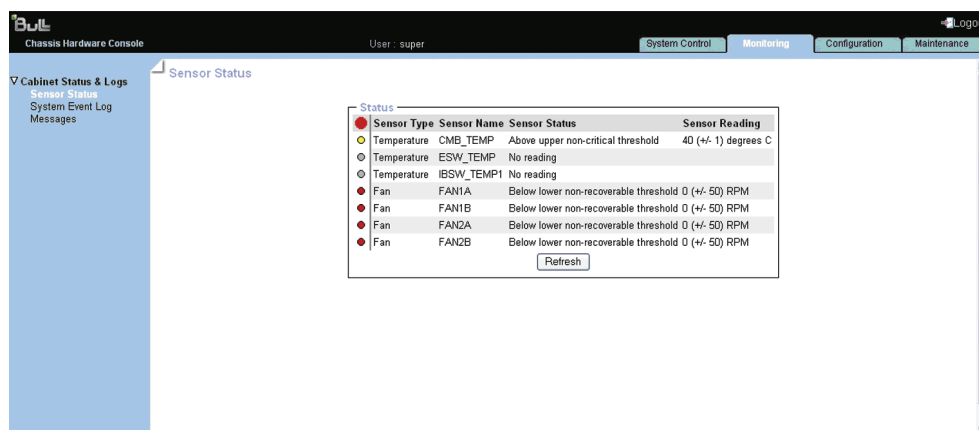 Bull
Logo
Chassis Hardware Console
User : super
System Control
Monitoring
Configuration
Maintenance
Cabinet Status & Logs
Sensor Status
System Event Log
Messages
Sensor Status
Status
Sensor Type Sensor Name Sensor Status Sensor Reading
Temperature CMB_TEMP Above upper non-critical threshold 40 (+/- 1) degrees C
Temperature ESW_TEMP No reading
Temperature IBSW_TEMP1 No reading
Fan FAN1A Below lower non-recoverable threshold 0 (+/- 50) RPM
Fan FAN1B Below lower non-recoverable threshold 0 (+/- 50) RPM
Fan FAN2A Below lower non-recoverable threshold 0 (+/- 50) RPM
Fan FAN2B Below lower non-recoverable threshold 0 (+/- 50) RPM
Refresh